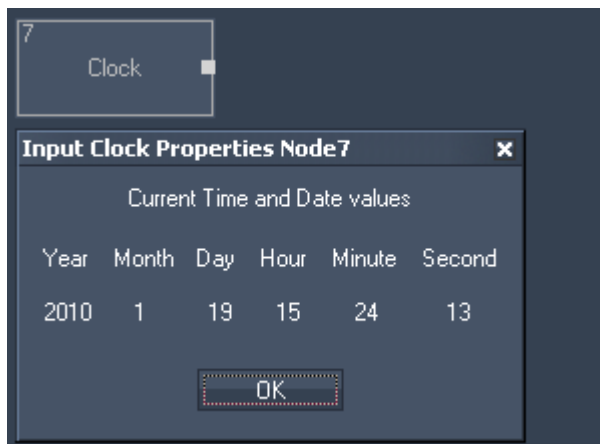 7
Clock
Input Clock Properties Node7
Current Time and Date values
Year Month Day Hour Minute Second
2010 1 19 15 24 13
OK